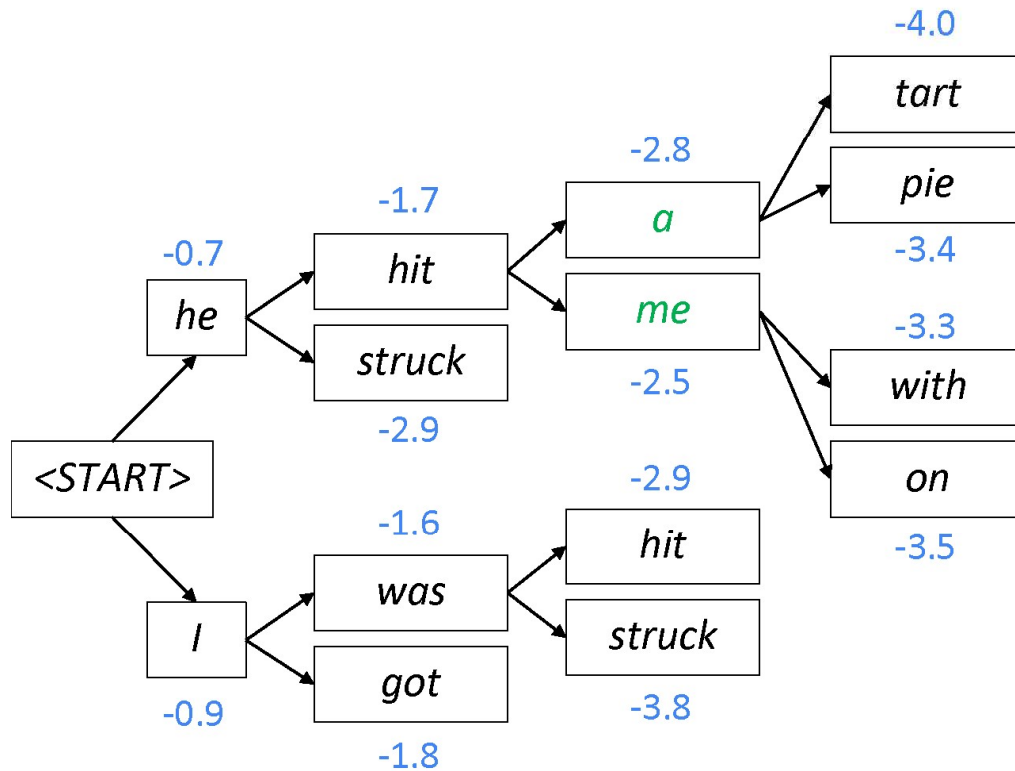 -4.0
tart
-2.8
pie
-1.7
a
-3.4
-0.7
hit
he
me
-3.3
struck
-2.5
with
-2.9
<START>
-2.9
on
-1.6
hit
-3.5
was
I
struck
got
-0.9
-3.8
-1.8